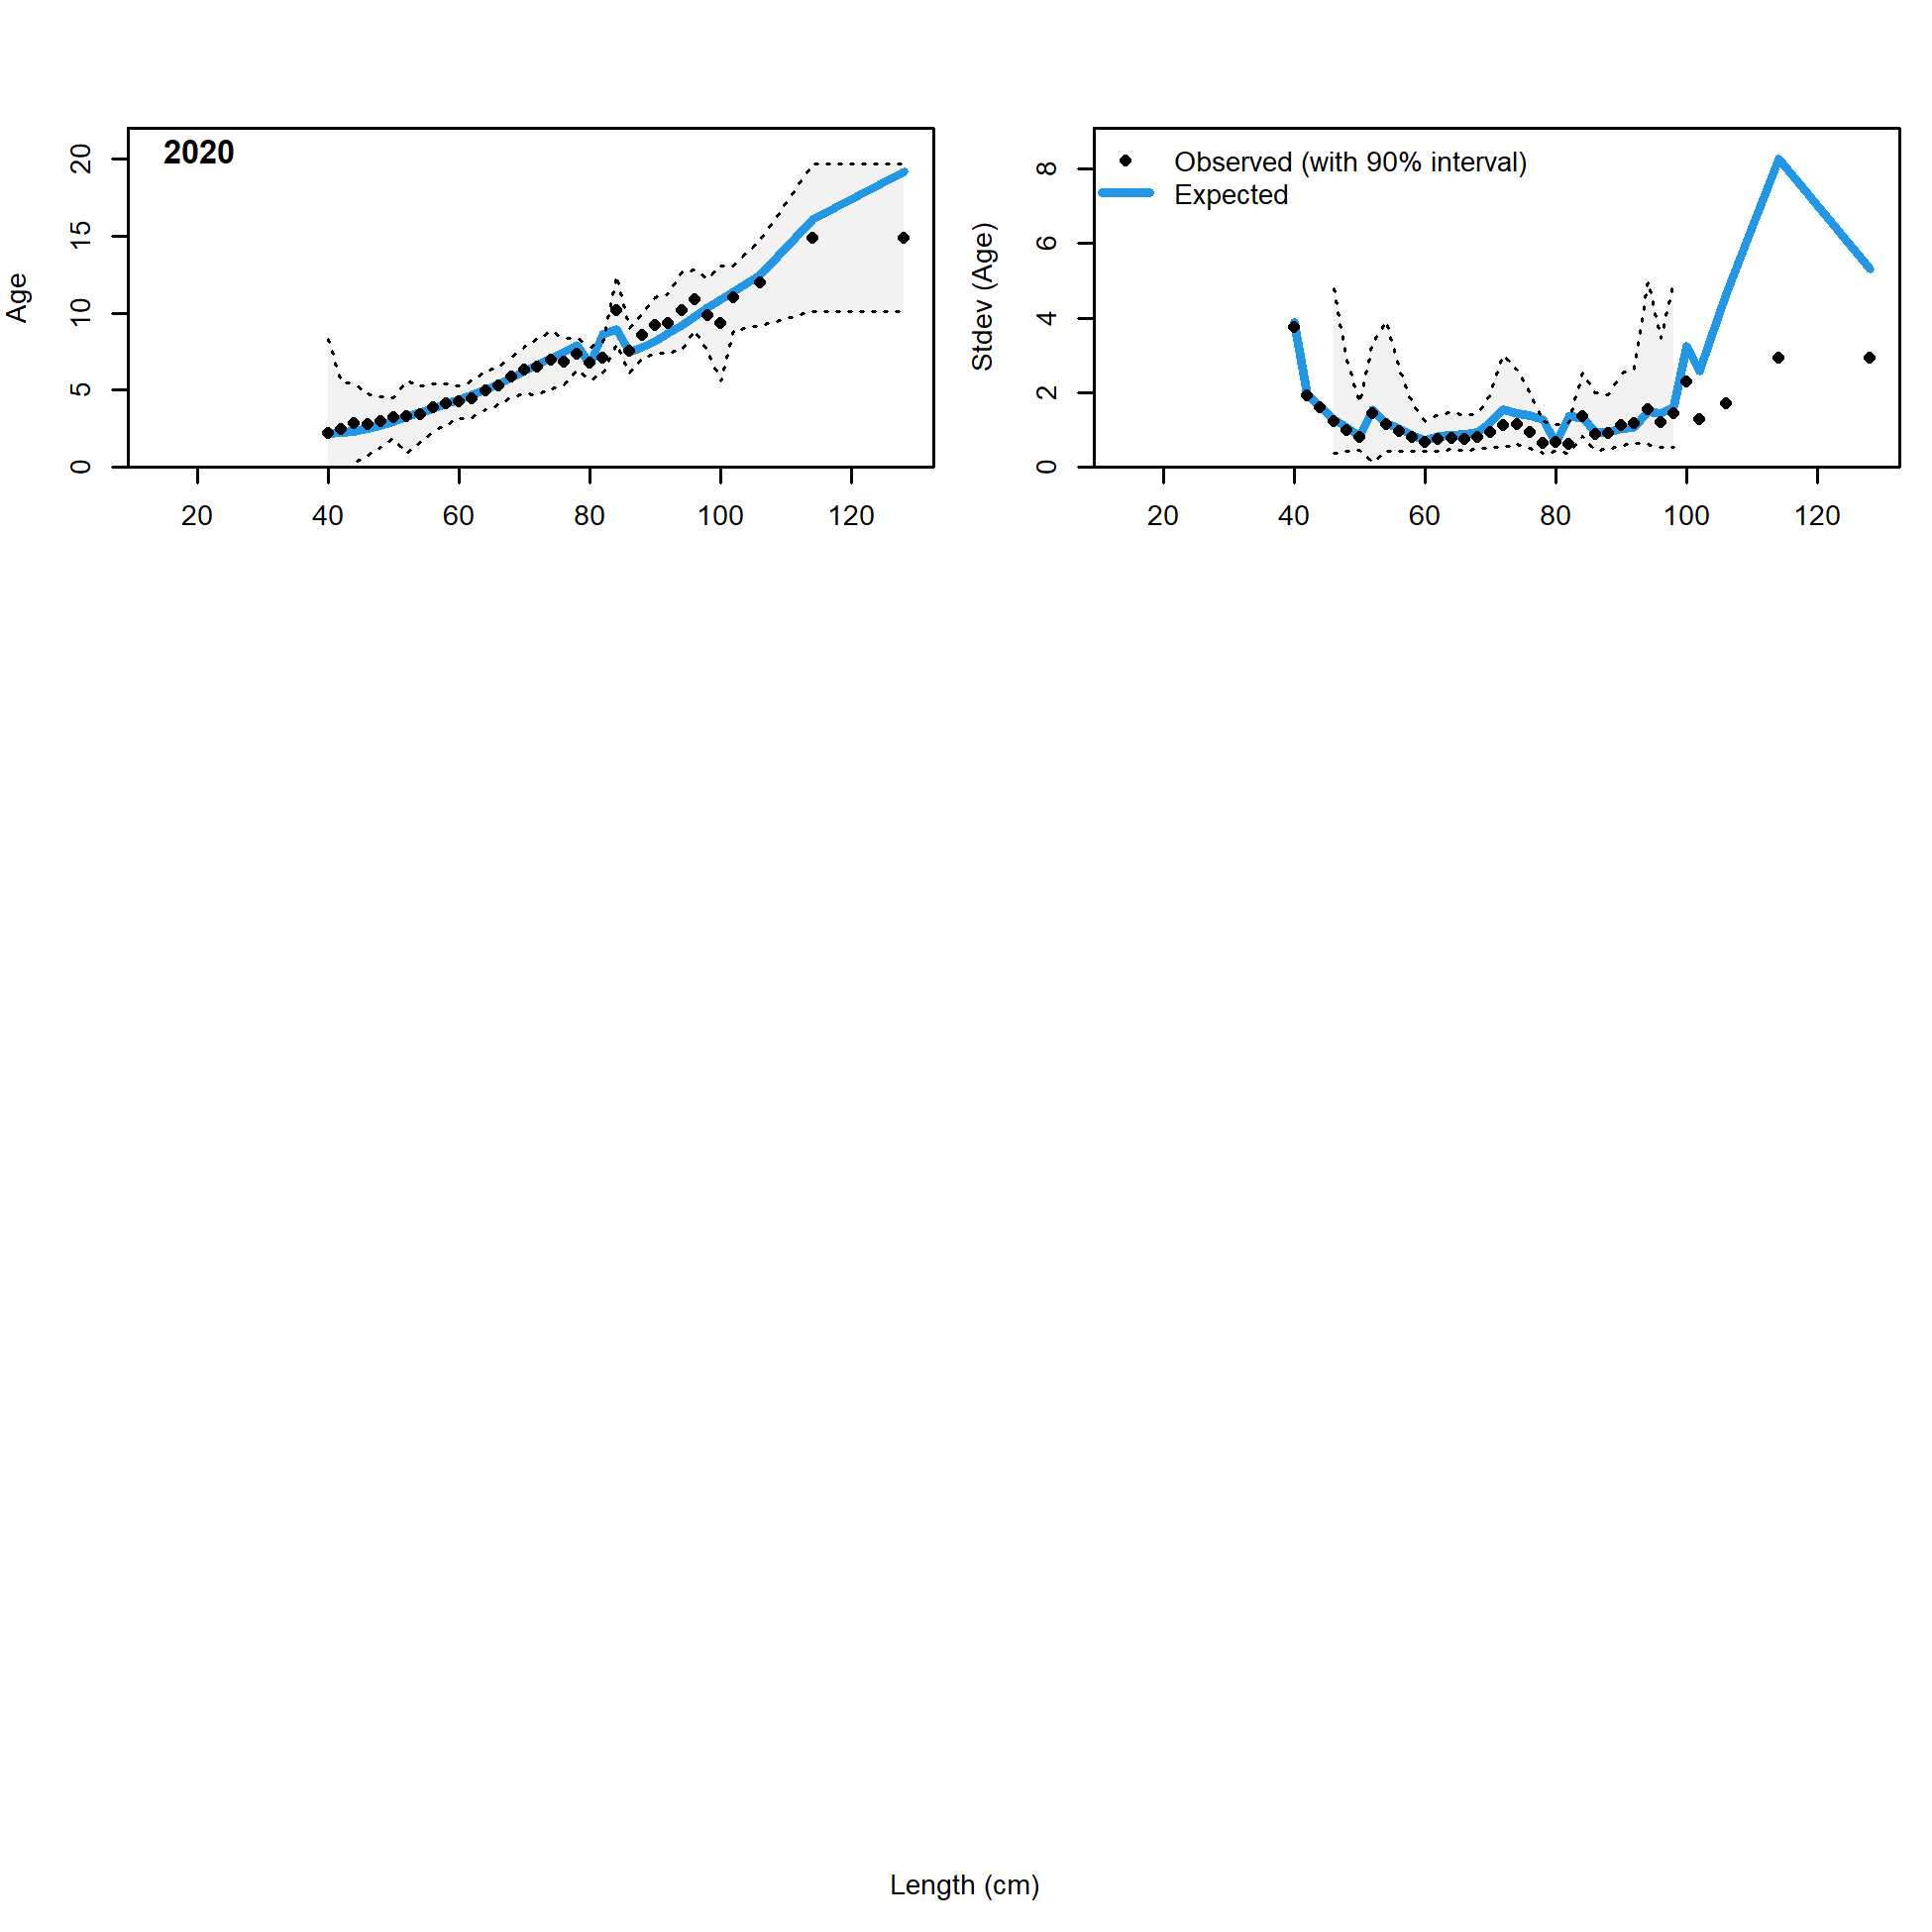 2020
Age
0 5 10 15 20
20 40 60 80 100 120
Observed (with 90% interval)
Expected
Stdev (Age)
0 2 4 6 8
20 40 60 80 100 120
Length (cm)